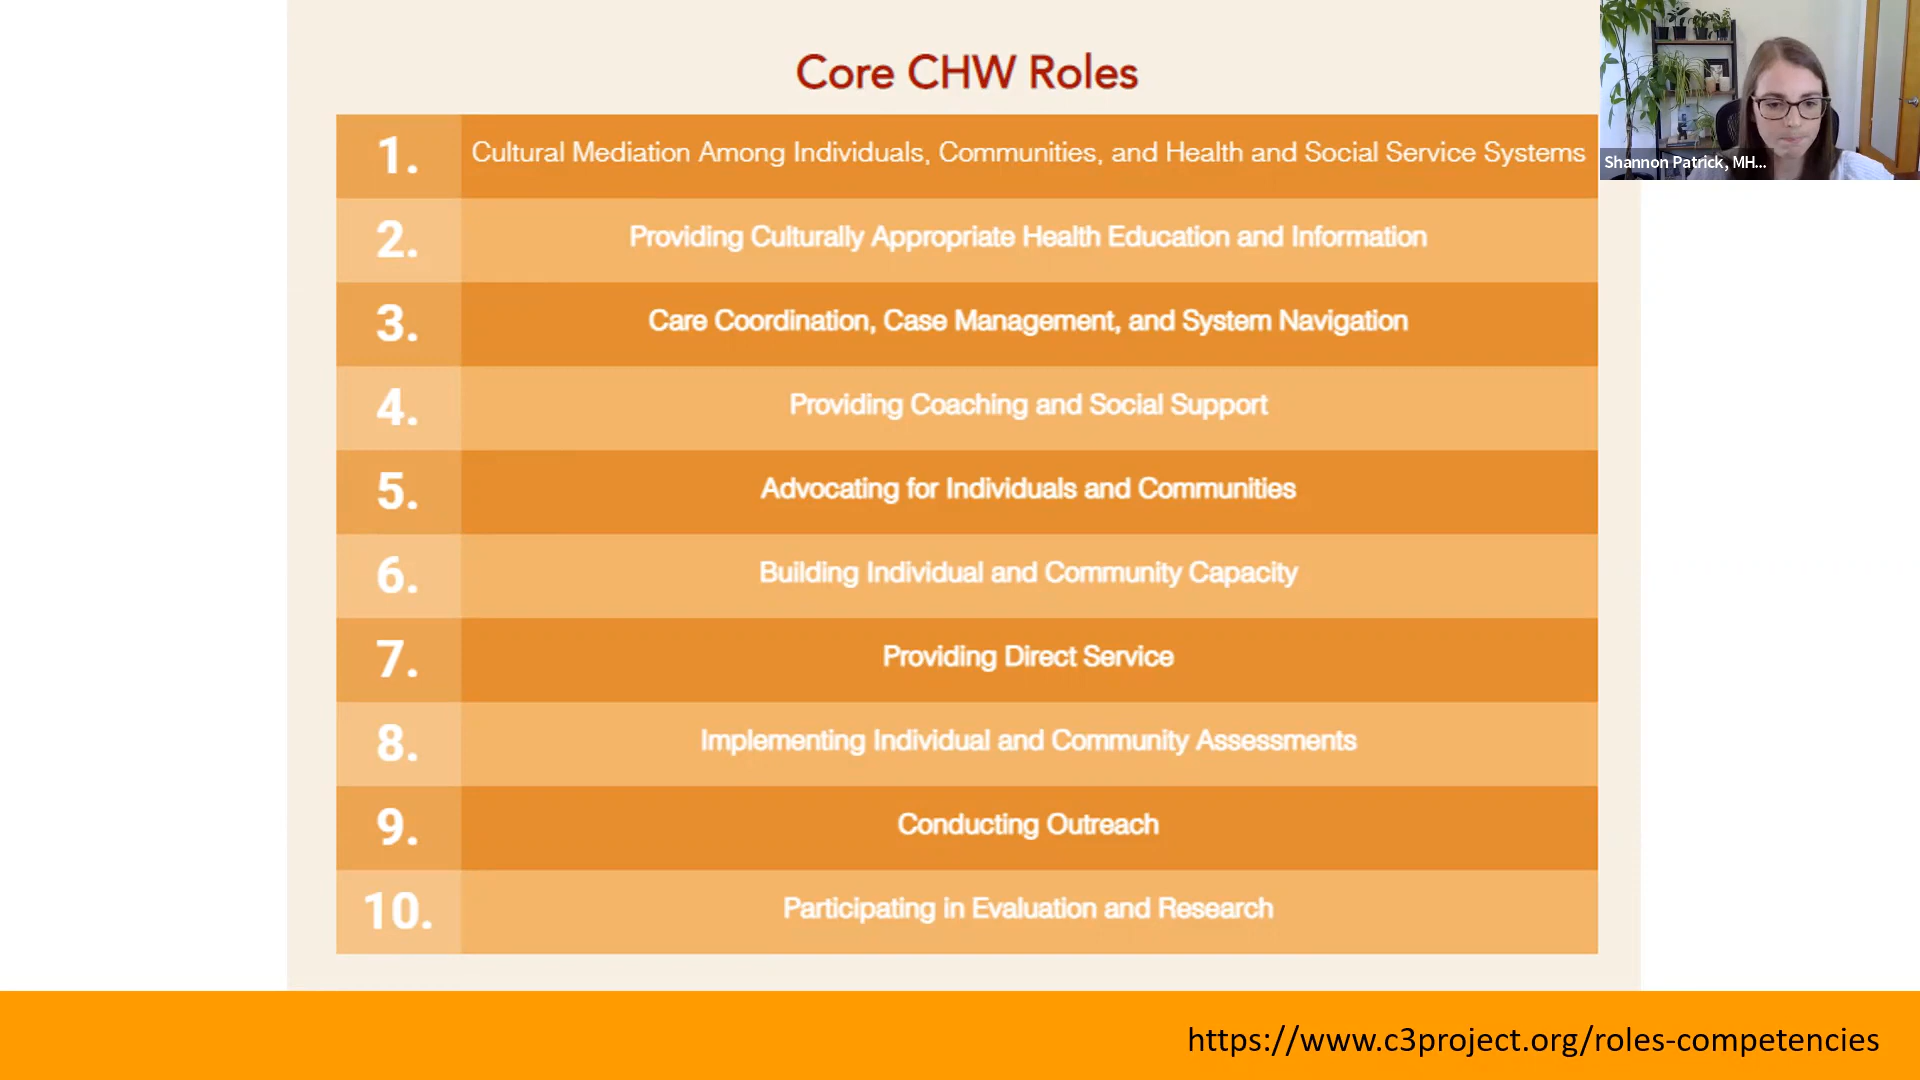 Core CHW Roles
1. Cultural Mediation Among Individuals, Communities, and Health and Social Service Systems
2. Providing Culturally Appropriate Health Education and Information
3. Care Coordination, Case Management, and System Navigation
4. Providing Coaching and Social Support
5. Advocating for Individuals and Communities
6. Building Individual and Community Capacity
7. Providing Direct Service
8. Implementing Individual and Community Assessments
9. Conducting Outreach
10. Participating in Evaluation and Research
Shannon Patrick, MH...
https://www.c3project.org/roles-competencies